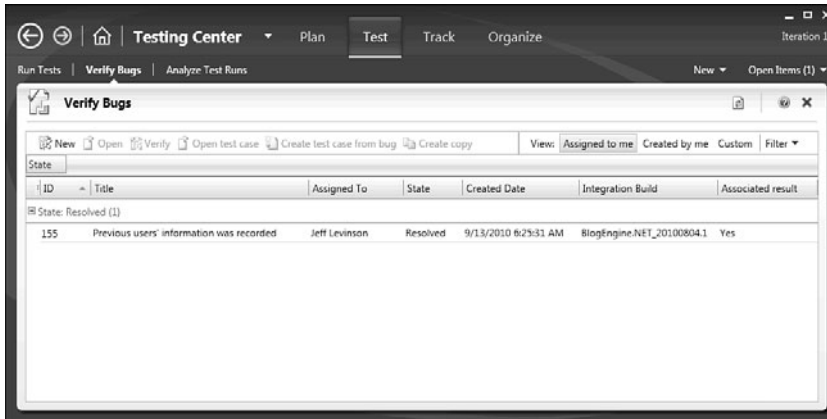 Testing Center Plan Test Track Organize Iteration 1
Run Tests Verify Bugs Analyze Test Runs New Open Items (1)
Verify Bugs
New Open Verify Open test case Create test case from bug Create copy View: Assigned to me Created by me Custom Filter
State
ID Title Assigned To State Created Date Integration Build Associated result
State: Resolved (1)
155 Previous users' information was recorded Jeff Levinson Resolved 9/13/2010 6:25:31 AM BlogEngine.NET_20100804.1 Yes